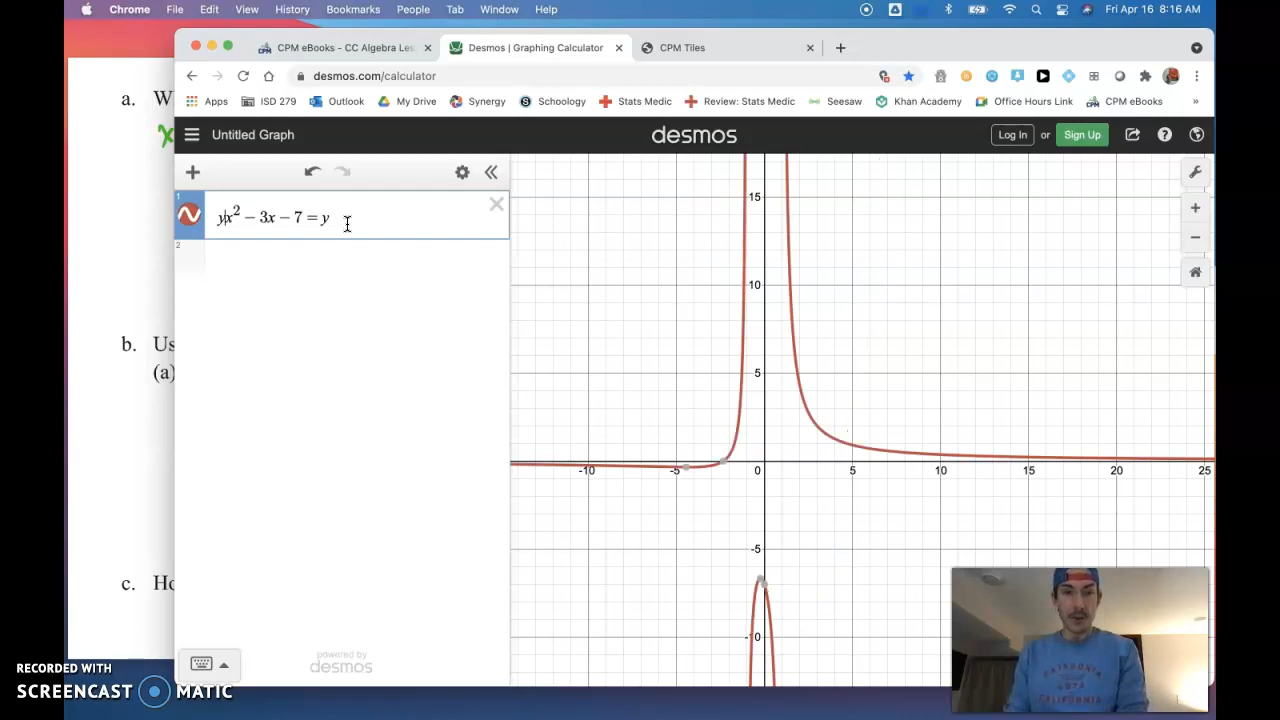 Chrome File Edit View History Bookmarks People Tab Window Help Fri Apr 16 8:16 AM
CPM eBooks - CC Algebra Les
Desmos | Graphing Calculator
CPM Tiles
desmos.com/calculator
Apps ISD 279 Outlook My Drive Synergy Schoology Stats Medic Review: Stats Medic Seesaw Khan Academy Office Hours Link CPM eBooks »
Untitled Graph
desmos
Log In or Sign Up
1
yx² − 3x − 7 = y
2
15
10
5
-10 -5 0 5 10 15 20 25
-5
-10
powered by
desmos
a. W
x
b. Us
(a)
c. Ho
RECORDED WITH
SCREENCAST MATIC
CALIFORNIA
CALIFORNIA